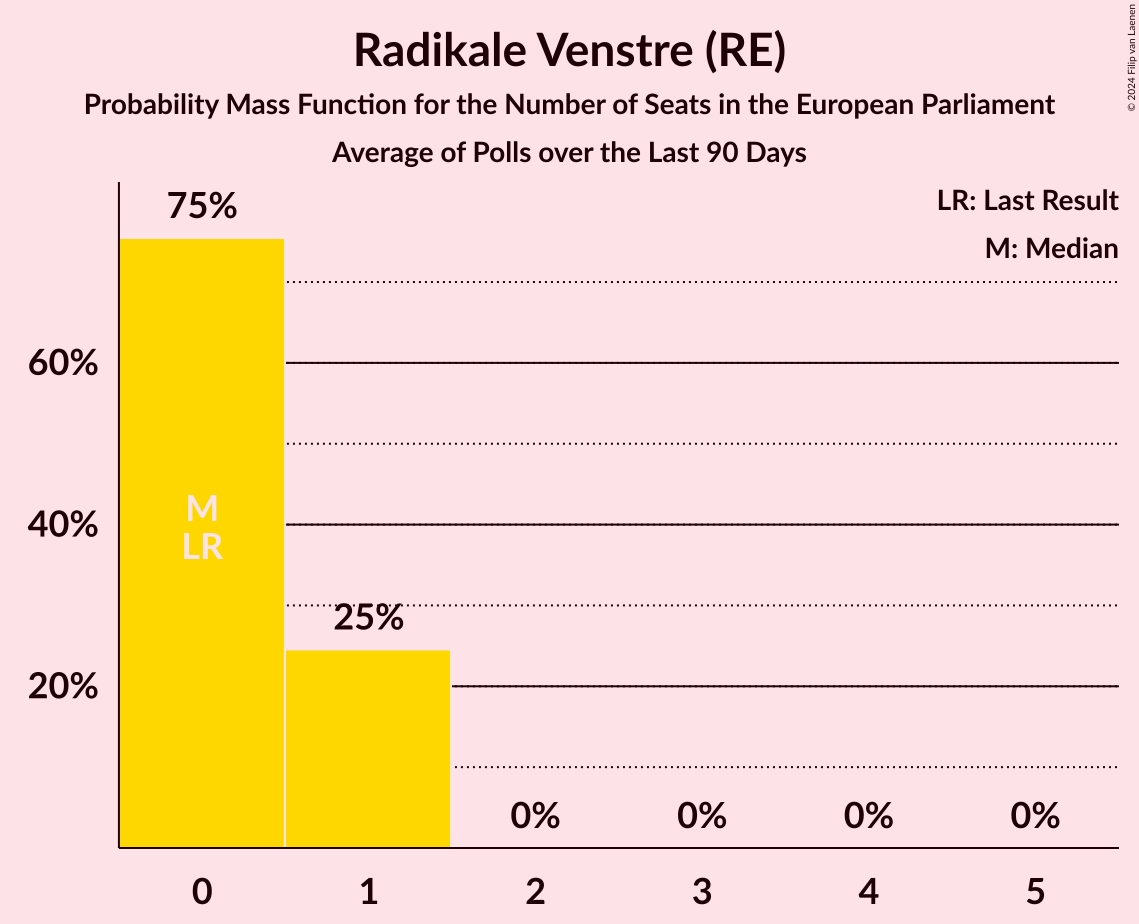 Radikale Venstre (RE)
Probability Mass Function for the Number of Seats in the European Parliament
Average of Polls over the Last 90 Days
© 2024 Filip van Laenen
LR: Last Result
M: Median
75%
60%
40%
20%
M
LR
25%
0%
0%
0%
0%
0
1
2
3
4
5